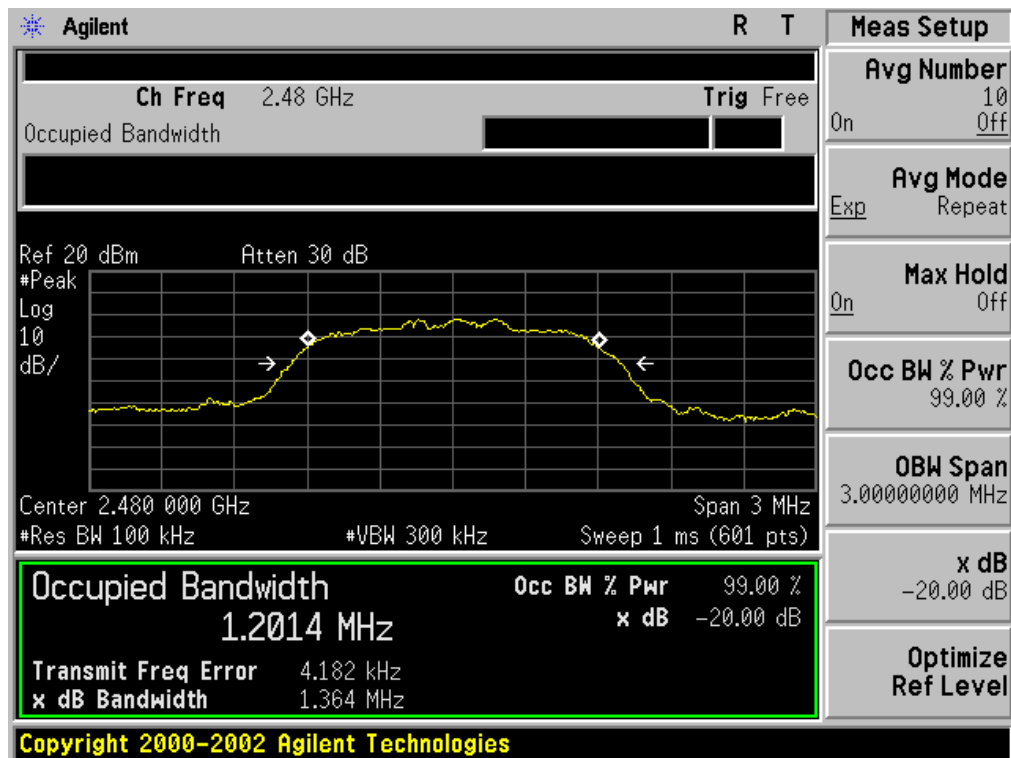 Agilent R T Meas Setup
Ch Freq 2.48 GHz Trig Free
Occupied Bandwidth
Ref 20 dBm Atten 30 dB
#Peak
Log
10
dB/
Center 2.480 000 GHz Span 3 MHz
#Res BW 100 kHz #VBW 300 kHz Sweep 1 ms (601 pts)
Occupied Bandwidth Occ BW % Pwr 99.00 %
1.2014 MHz x dB -20.00 dB
Transmit Freq Error 4.182 kHz
x dB Bandwidth 1.364 MHz
Avg Number
10
On Off
Avg Mode
Exp Repeat
Max Hold
On Off
Occ BW % Pwr
99.00 %
OBW Span
3.00000000 MHz
x dB
-20.00 dB
Optimize
Ref Level
Copyright 2000-2002 Agilent Technologies